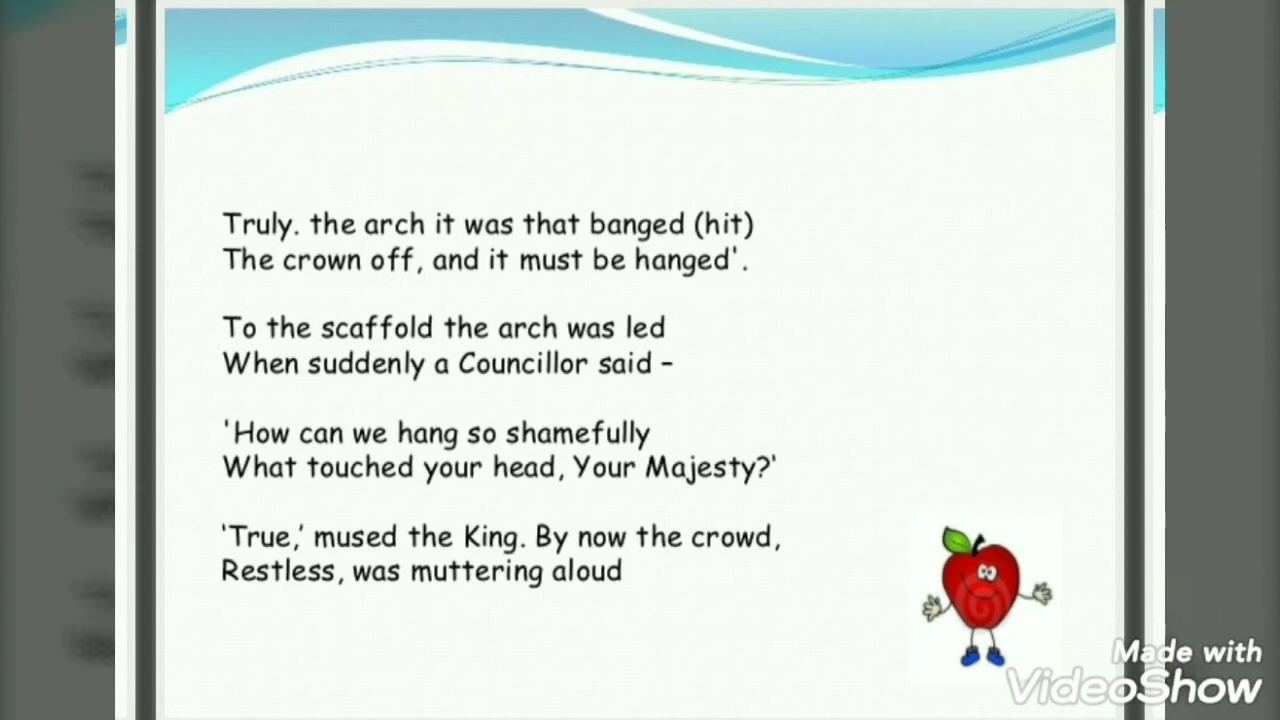 Truly. the arch it was that banged (hit)
The crown off, and it must be hanged'.
To the scaffold the arch was led
When suddenly a Councillor said –
'How can we hang so shamefully
What touched your head, Your Majesty?'
'True,' mused the King. By now the crowd,
Restless, was muttering aloud
Made with
VideoShow